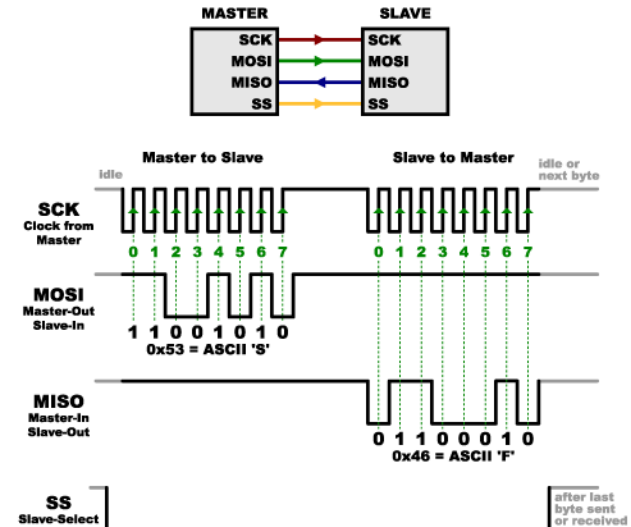 MASTER SLAVE
SCK SCK
MOSI MOSI
MISO MISO
SS SS
Master to Slave Slave to Master
idle
idle or
next byte
SCK
Clock from
Master
0 1 2 3 4 5 6 7 0 1 2 3 4 5 6 7
MOSI
Master-Out
Slave-In
1 1 0 0 1 0 1 0
0x53 = ASCII 'S'
MISO
Master-In
Slave-Out
0 1 1 0 0 0 1 0
0x46 = ASCII 'F'
SS
Slave-Select
after last
byte sent
or received